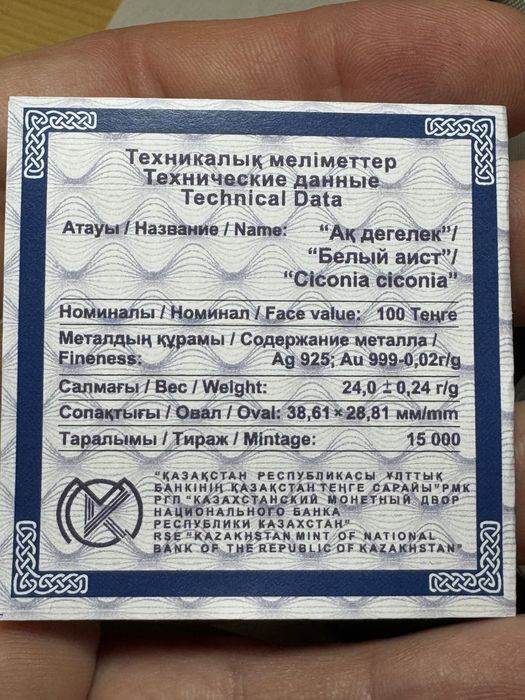 Техникалық меліметтер
Технические данные
Technical Data
Атауы / Название / Name: "Ақ дегелек"/
"Белый аист"/
"Ciconia ciconia"
Номиналы / Номинал / Face value: 100 Теңге
Металдың құрамы / Содержание металла /
Fineness: Ag 925; Au 999-0,02г/g
Салмағы / Вес / Weight: 24,0 ± 0,24 г/g
Сопақтығы / Овал / Oval: 38,61 × 28,81 мм/mm
Таралымы / Тираж / Mintage: 15 000
"ҚАЗАҚСТАН РЕСПУБЛИКАСЫ ҰЛТТЫҚ
БАНКІНІҢ ҚАЗАҚСТАН ТЕҢГЕ САРАЙЫ" РМК
РГП "КАЗАХСТАНСКИЙ МОНЕТНЫЙ ДВОР
НАЦИОНАЛЬНОГО БАНКА
РЕСПУБЛИКИ КАЗАХСТАН"
RSE "KAZAKHSTAN MINT OF NATIONAL
BANK OF THE REPUBLIC OF KAZAKHSTAN"